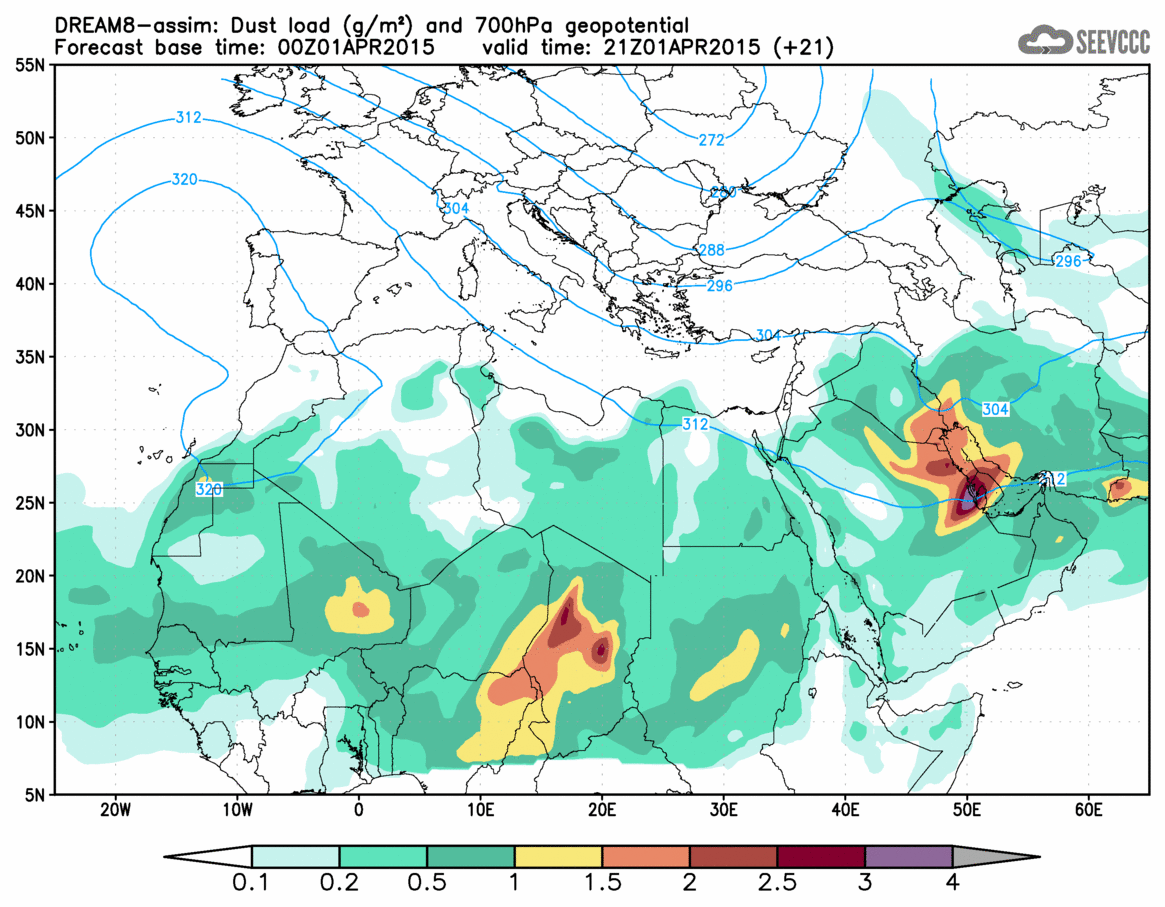 DREAM8-assim: Dust load (g/m²) and 700hPa geopotential
Forecast base time: 00Z01APR2015 valid time: 21Z01APR2015 (+21)
SEEVCCC
55N
50N
45N
40N
35N
30N
25N
20N
15N
10N
5N
312
320
272
280
304
288
296
296
304
304
312
320
312
20W
10W
0
10E
20E
30E
40E
50E
60E
0.1
0.2
0.5
1
1.5
2
2.5
3
4